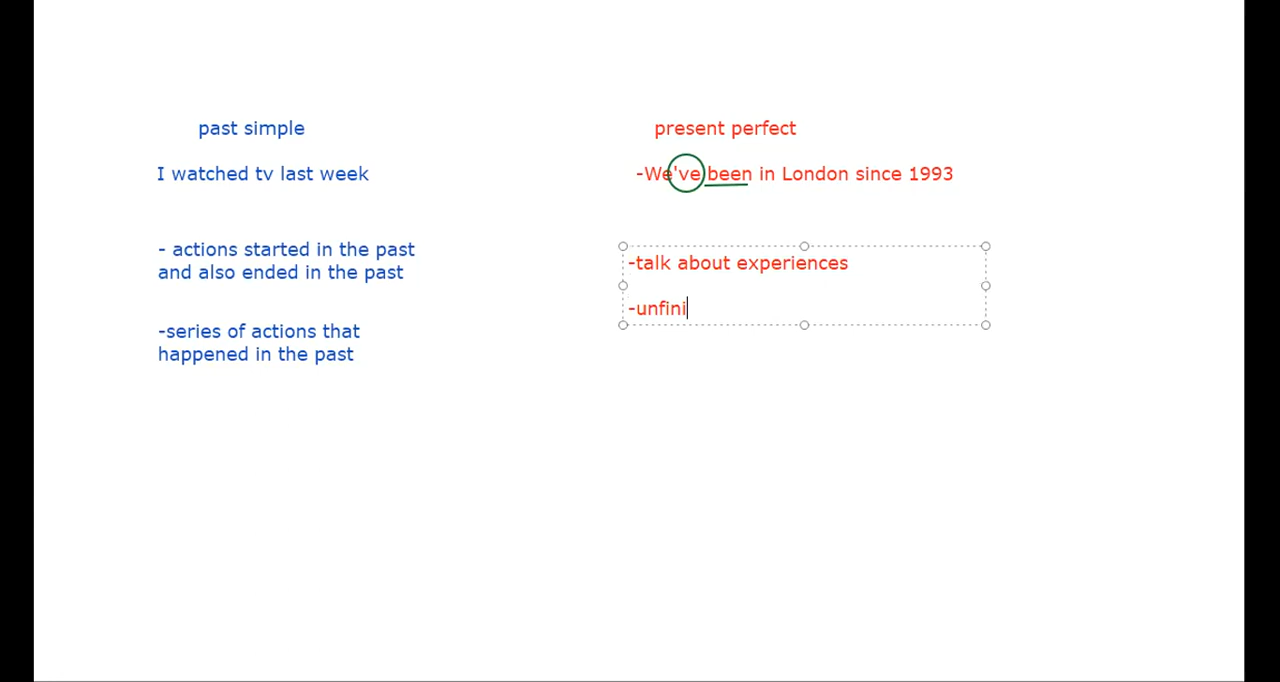 past simple
I watched tv last week
- actions started in the past
and also ended in the past
-series of actions that
happened in the past
present perfect
-We've been in London since 1993
-talk about experiences
-unfini